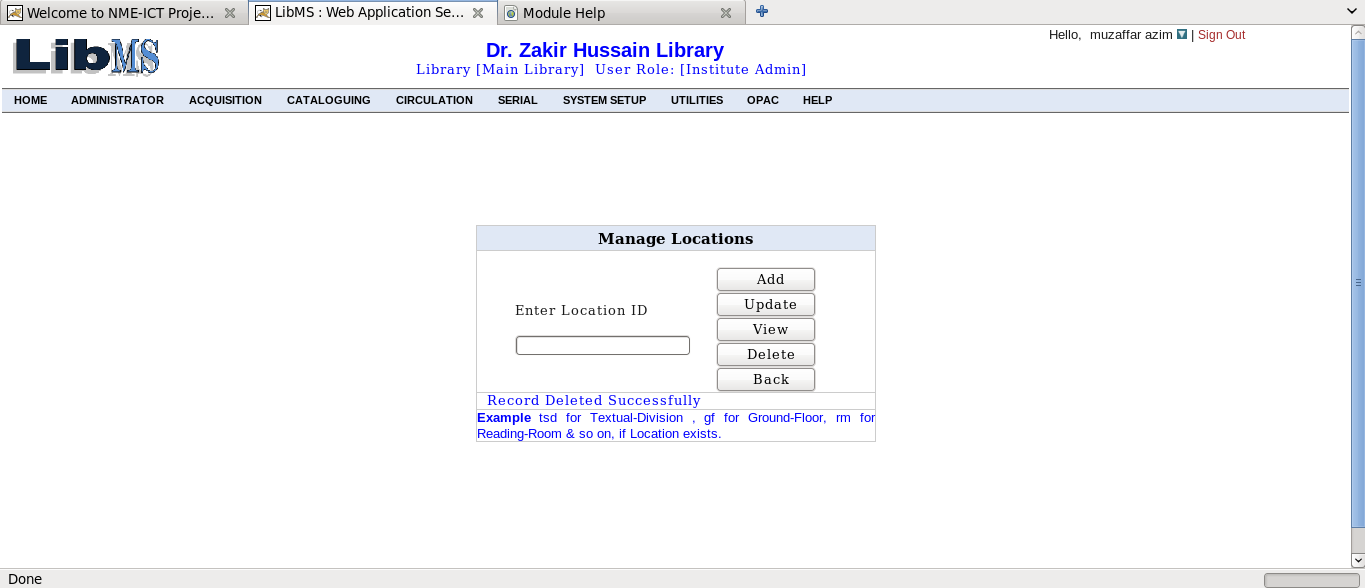 Welcome to NME-ICT Proje... LibMS : Web Application Se... Module Help
LibMS
Hello, muzaffar azim | Sign Out
Dr. Zakir Hussain Library
Library [Main Library] User Role: [Institute Admin]
HOME ADMINISTRATOR ACQUISITION CATALOGUING CIRCULATION SERIAL SYSTEM SETUP UTILITIES OPAC HELP
Manage Locations
Enter Location ID
Add
Update
View
Delete
Back
Record Deleted Successfully
Example tsd for Textual-Division , gf for Ground-Floor, rm for
Reading-Room & so on, if Location exists.
Done